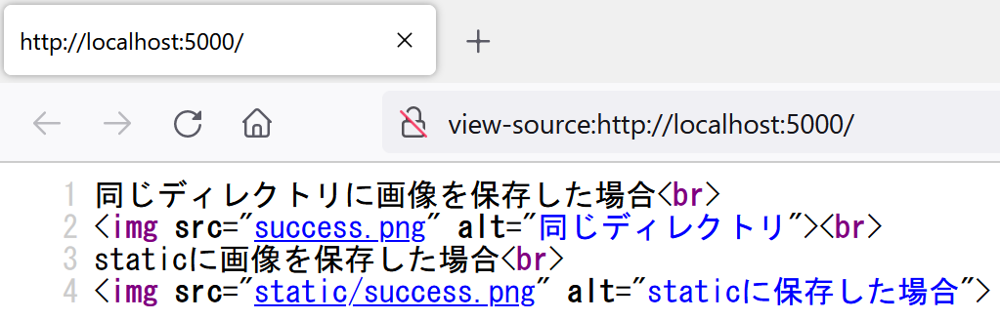 http://localhost:5000/
view-source:http://localhost:5000/
1 同じディレクトリに画像を保存した場合<br>
2 <img src="success.png" alt="同じディレクトリ"><br>
3 staticに画像を保存した場合<br>
4 <img src="static/success.png" alt="staticに保存した場合">